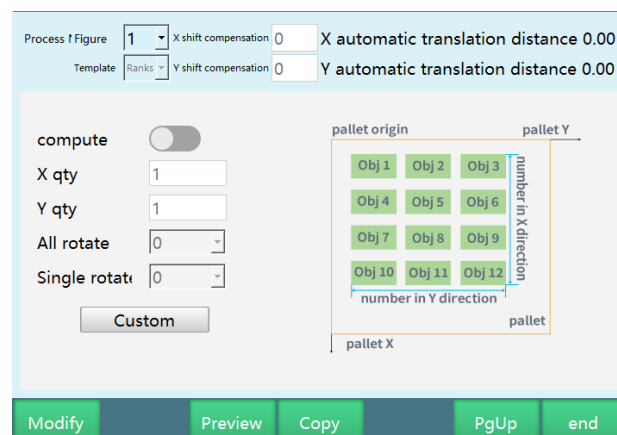 Process f Figure 1 X shift compensation 0 X automatic translation distance 0.00
Template Ranks Y shift compensation 0 Y automatic translation distance 0.00
compute
X qty 1
Y qty 1
All rotate 0
Single rotate 0
Custom
pallet origin pallet Y
Obj 1 Obj 2 Obj 3
Obj 4 Obj 5 Obj 6
Obj 7 Obj 8 Obj 9
Obj 10 Obj 11 Obj 12
number in X direction
number in Y direction
pallet
pallet X
Modify Preview Copy PgUp end